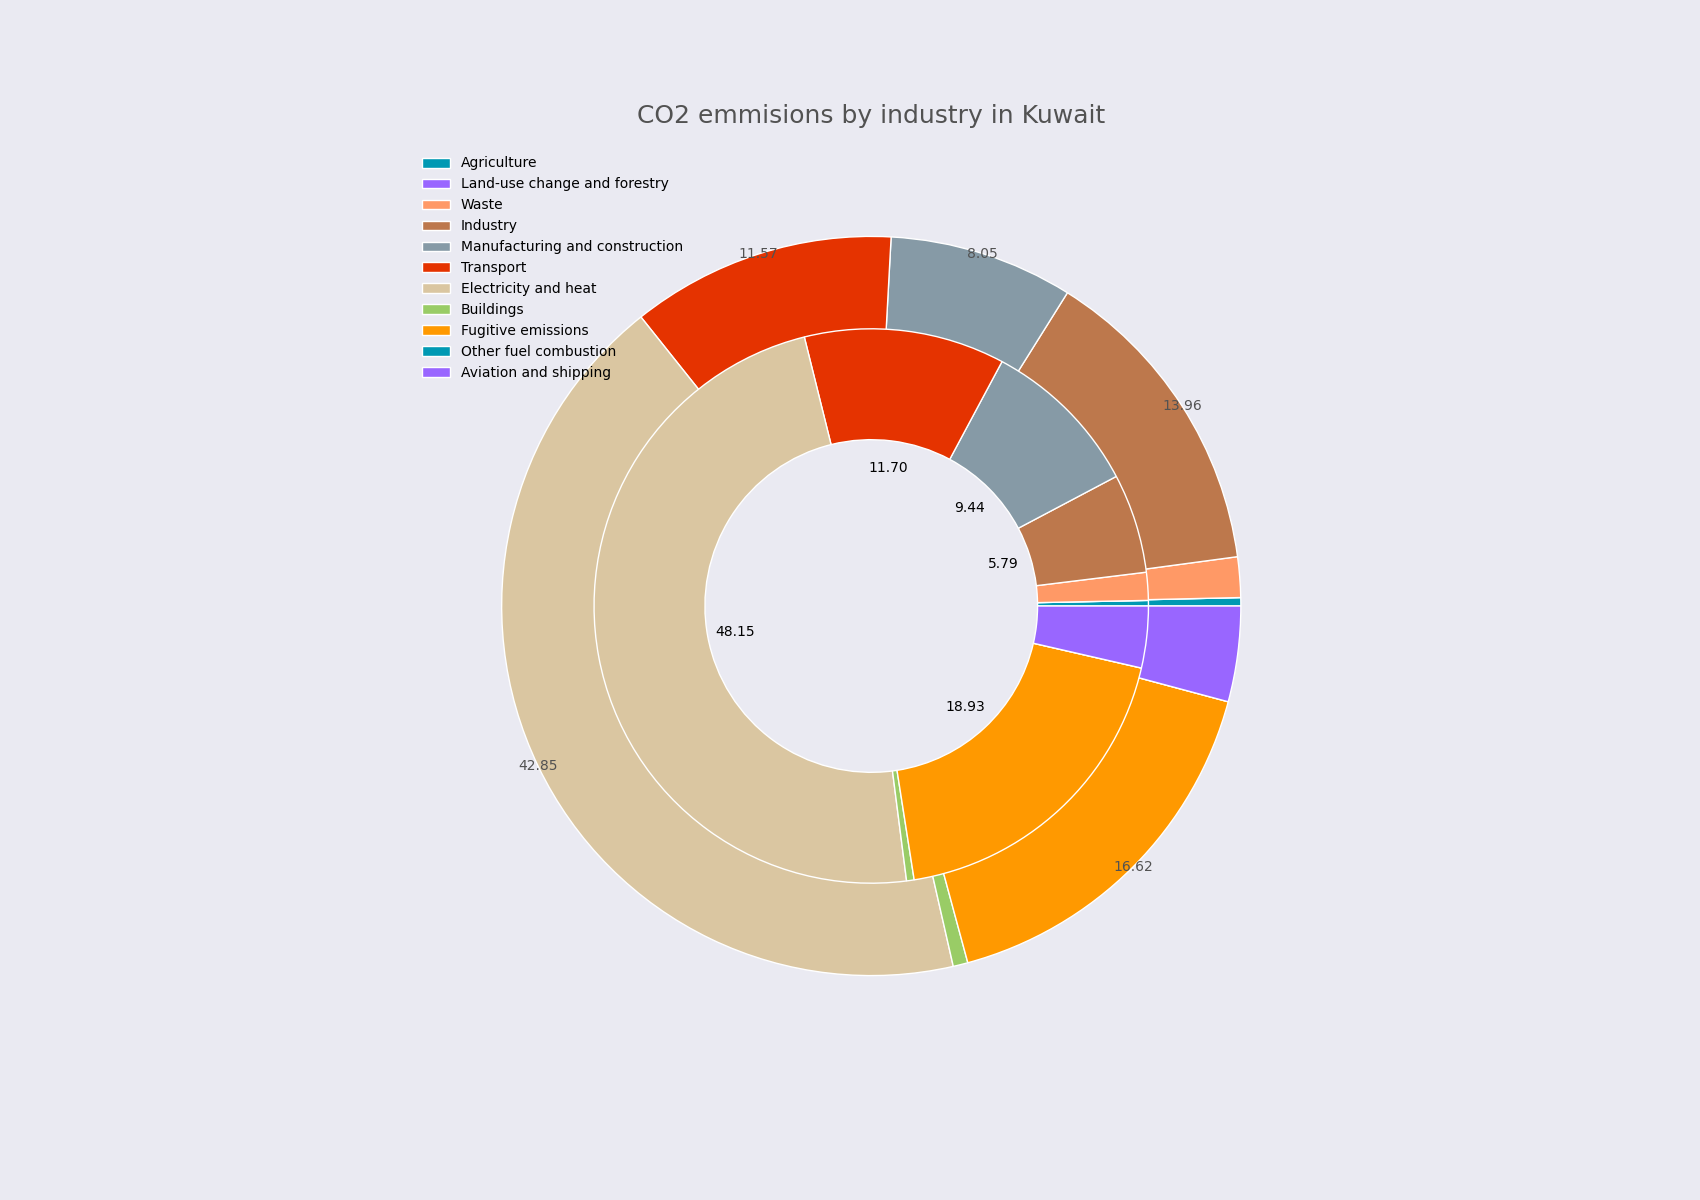 CO2 emmisions by industry in Kuwait
Agriculture
Land-use change and forestry
Waste
Industry
Manufacturing and construction
Transport
Electricity and heat
Buildings
Fugitive emissions
Other fuel combustion
Aviation and shipping
11.57
8.05
13.96
11.70
9.44
5.79
48.15
18.93
42.85
16.62